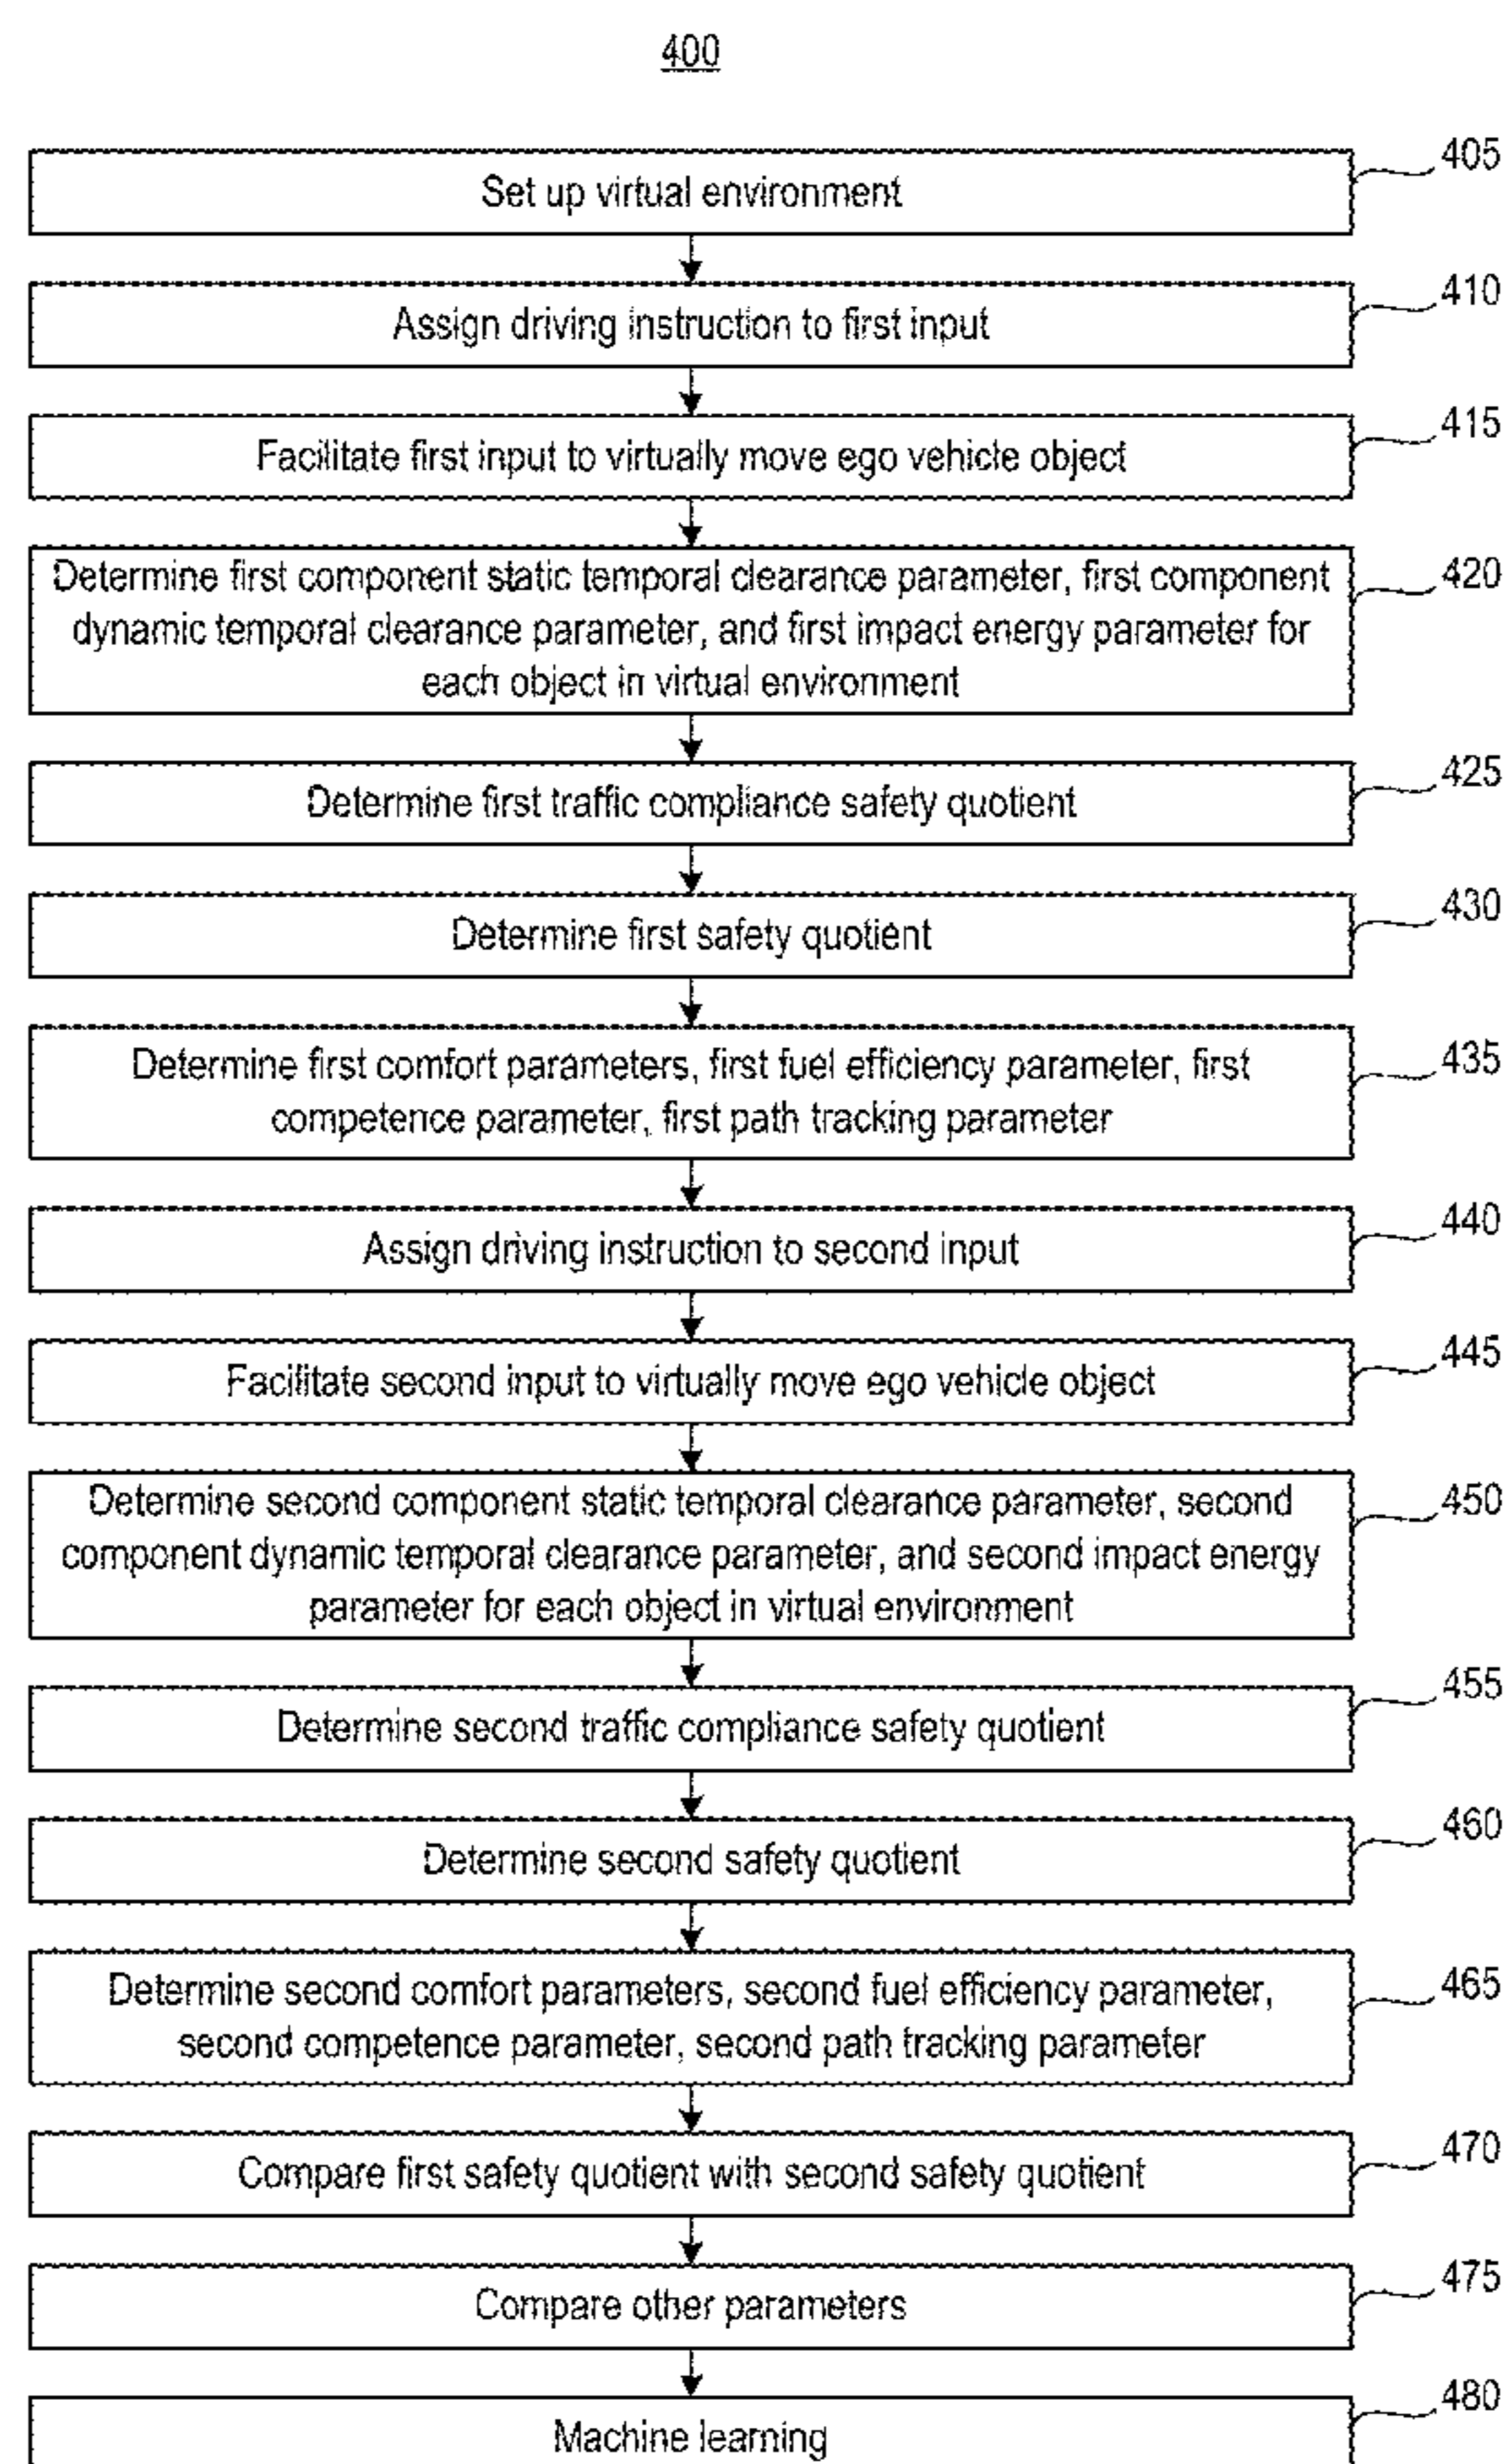 400
Set up virtual environment
405
Assign driving instruction to first input
410
Facilitate first input to virtually move ego vehicle object
415
Determine first component static temporal clearance parameter, first component
dynamic temporal clearance parameter, and first impact energy parameter for
each object in virtual environment
420
Determine first traffic compliance safety quotient
425
Determine first safety quotient
430
Determine first comfort parameters, first fuel efficiency parameter, first
competence parameter, first path tracking parameter
435
Assign driving instruction to second input
440
Facilitate second input to virtually move ego vehicle object
445
Determine second component static temporal clearance parameter, second
component dynamic temporal clearance parameter, and second impact energy
parameter for each object in virtual environment
450
Determine second traffic compliance safety quotient
455
Determine second safety quotient
460
Determine second comfort parameters, second fuel efficiency parameter,
second competence parameter, second path tracking parameter
465
Compare first safety quotient with second safety quotient
470
Compare other parameters
475
Machine learning
480